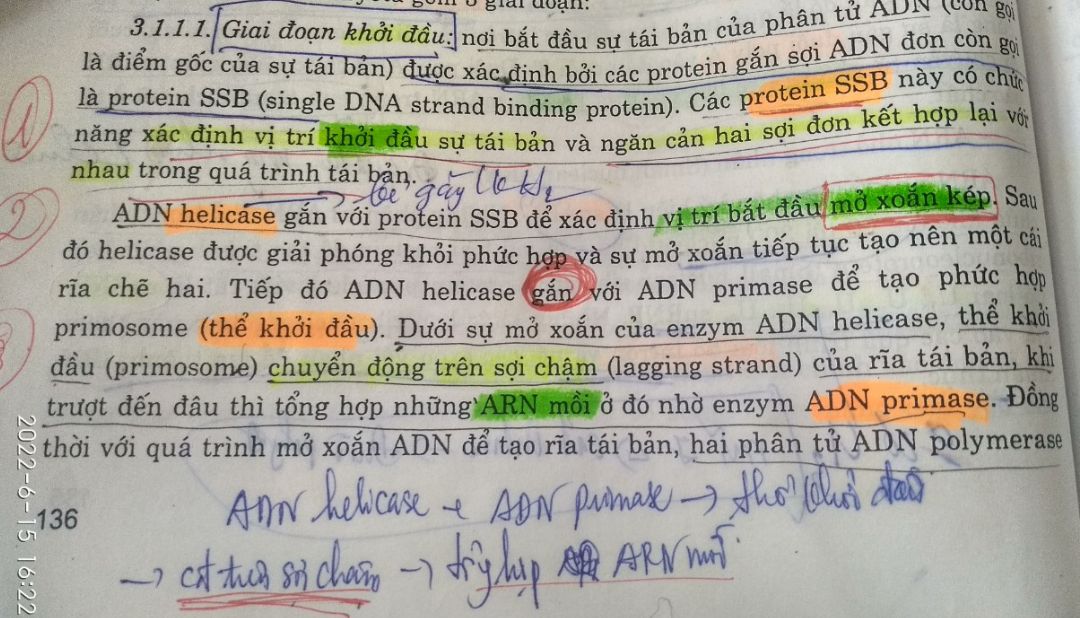 giai đoạn:
3.1.1.1. Giai đoạn khởi đầu: nơi bắt đầu sự tái bản của phân tử ADN (còn gọi
là điểm gốc của sự tái bản) được xác định bởi các protein gắn sợi ADN đơn còn gọi
là protein SSB (single DNA strand binding protein). Các protein SSB này có chức
năng xác định vị trí khởi đầu sự tái bản và ngăn cản hai sợi đơn kết hợp lại với
nhau trong quá trình tái bản.
bẻ gãy lk H2
ADN helicase gắn với protein SSB để xác định vị trí bắt đầu mở xoắn kép. Sau
đó helicase được giải phóng khỏi phức hợp và sự mở xoắn tiếp tục tạo nên một cái
rĩa chẽ hai. Tiếp đó ADN helicase gắn với ADN primase để tạo phức hợp
primosome (thể khởi đầu). Dưới sự mở xoắn của enzym ADN helicase, thể khởi
đầu (primosome) chuyển động trên sợi chậm (lagging strand) của rĩa tái bản, khi
trượt đến đâu thì tổng hợp những ARN mồi ở đó nhờ enzym ADN primase. Đồng
thời với quá trình mở xoắn ADN để tạo rĩa tái bản, hai phân tử ADN polymerase
ADN helicase + ADN primase → thể khởi đầu
136
→ cđ trên sợi chậm → tổng hợp ARN mồi
1
2
2022-6-15 16:22